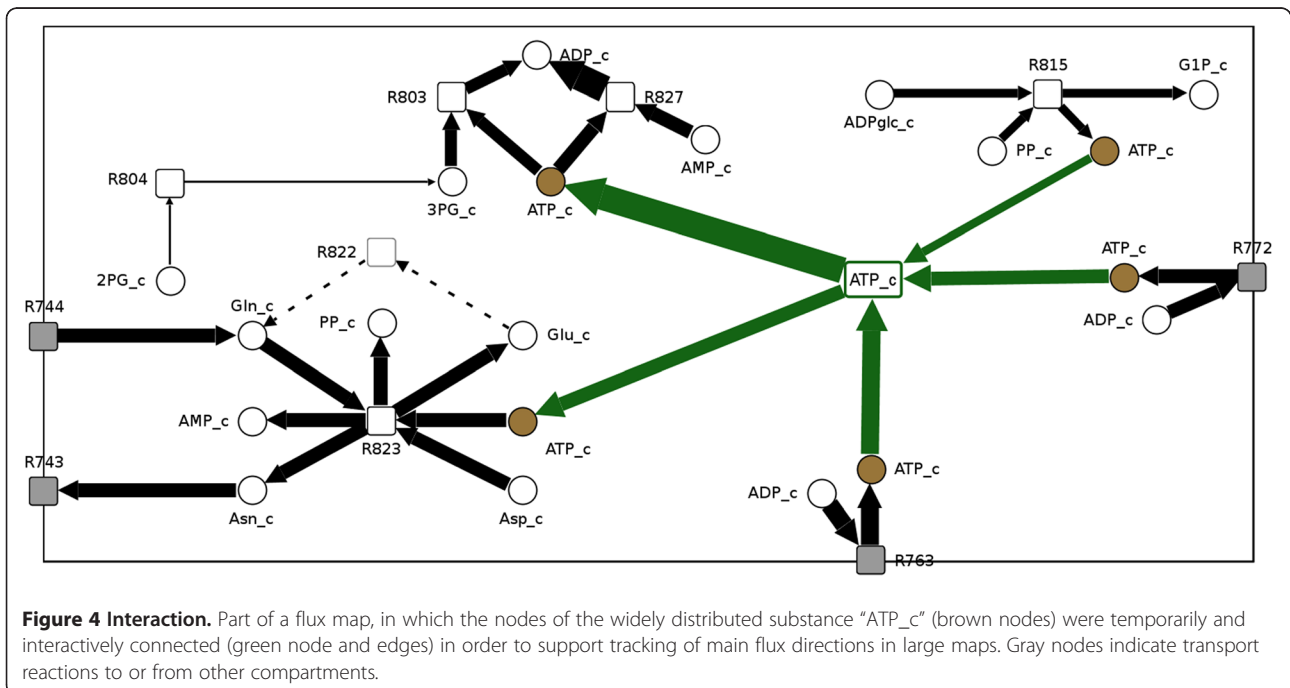 ADP_c
R815
G1P_c
R803
R827
ADPglc_c
AMP_c
PP_c
ATP_c
R804
3PG_c
ATP_c
R822
ATP_c
R772
2PG_c
ATP_c
Gln_c
R744
PP_c
Glu_c
ADP_c
AMP_c
R823
ATP_c
R743
ATP_c
ADP_c
Asn_c
Asp_c
R763
Figure 4 Interaction. Part of a flux map, in which the nodes of the widely distributed substance “ATP_c” (brown nodes) were temporarily and
interactively connected (green node and edges) in order to support tracking of main flux directions in large maps. Gray nodes indicate transport
reactions to or from other compartments.